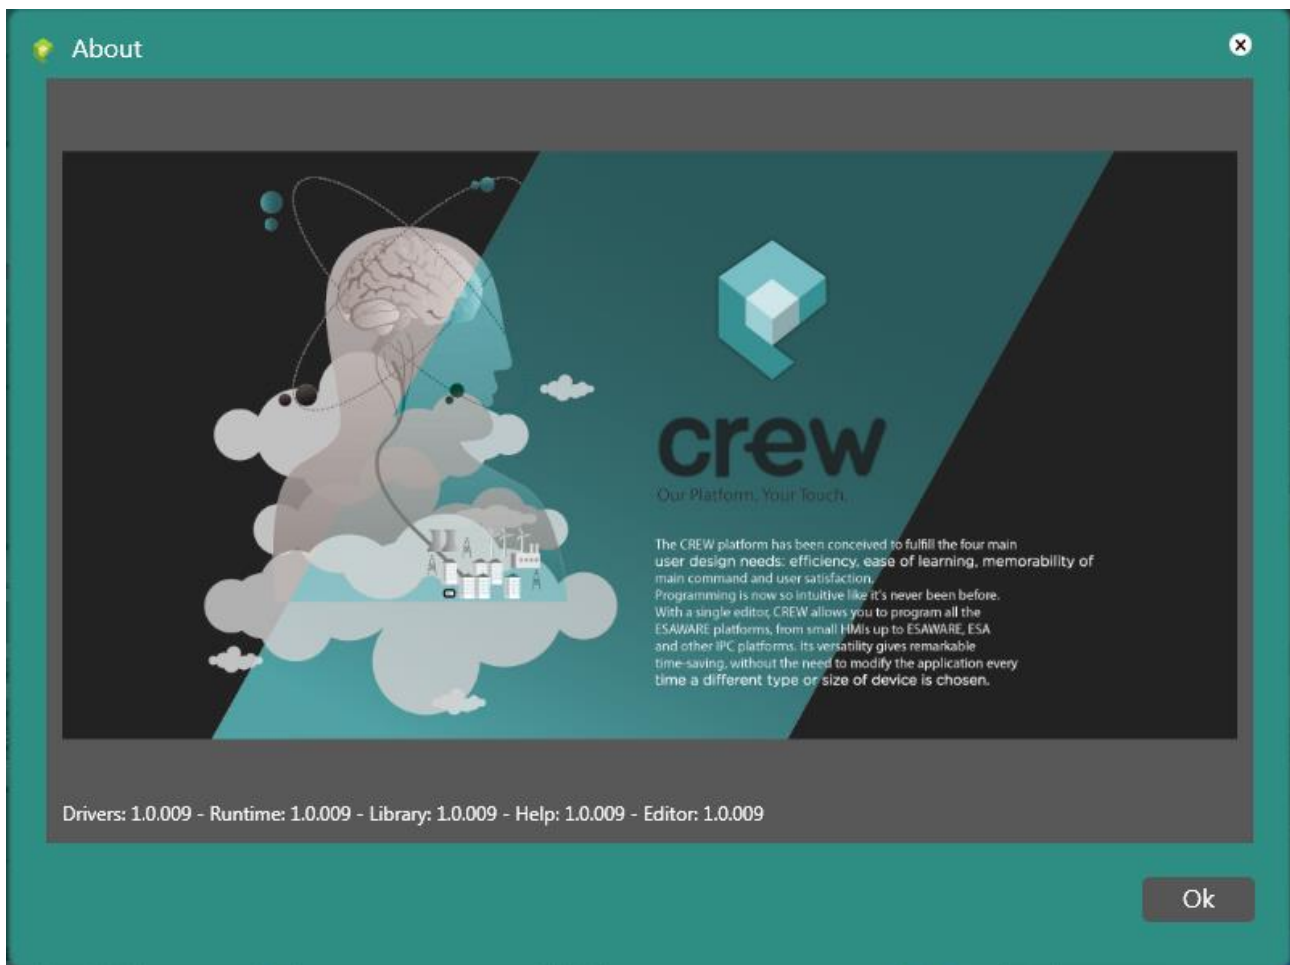 About
crew
Our Platform, Your Touch.
The CREW platform has been conceived to fulfill the four main
user design needs: efficiency, ease of learning, memorability of
main command and user satisfaction.
Programming is now so intuitive like it's never been before.
With a single editor, CREW allows you to program all the
ESAWARE platforms, from small HMIs up to ESAWARE, ESA
and other IPC platforms. Its versatility gives remarkable
time-saving, without the need to modify the application every
time a different type or size of device is chosen.
Drivers: 1.0.009 - Runtime: 1.0.009 - Library: 1.0.009 - Help: 1.0.009 - Editor: 1.0.009
Ok